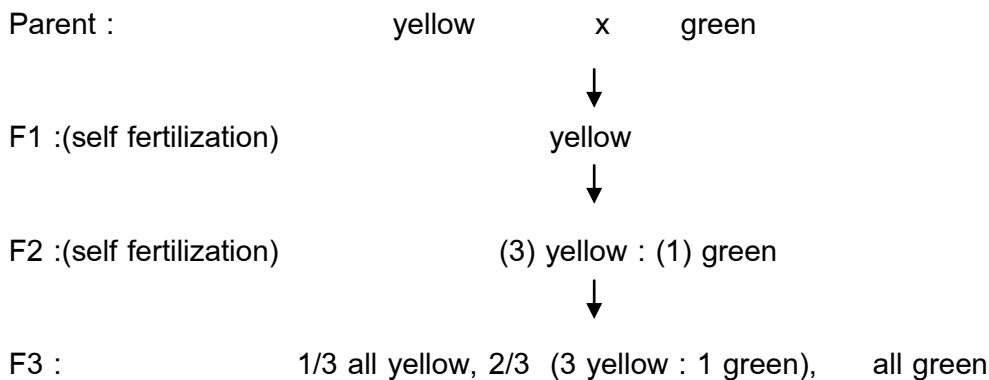 Parent : yellow x green
F1 :(self fertilization) yellow
F2 :(self fertilization) (3) yellow : (1) green
F3 : 1/3 all yellow, 2/3 (3 yellow : 1 green), all green